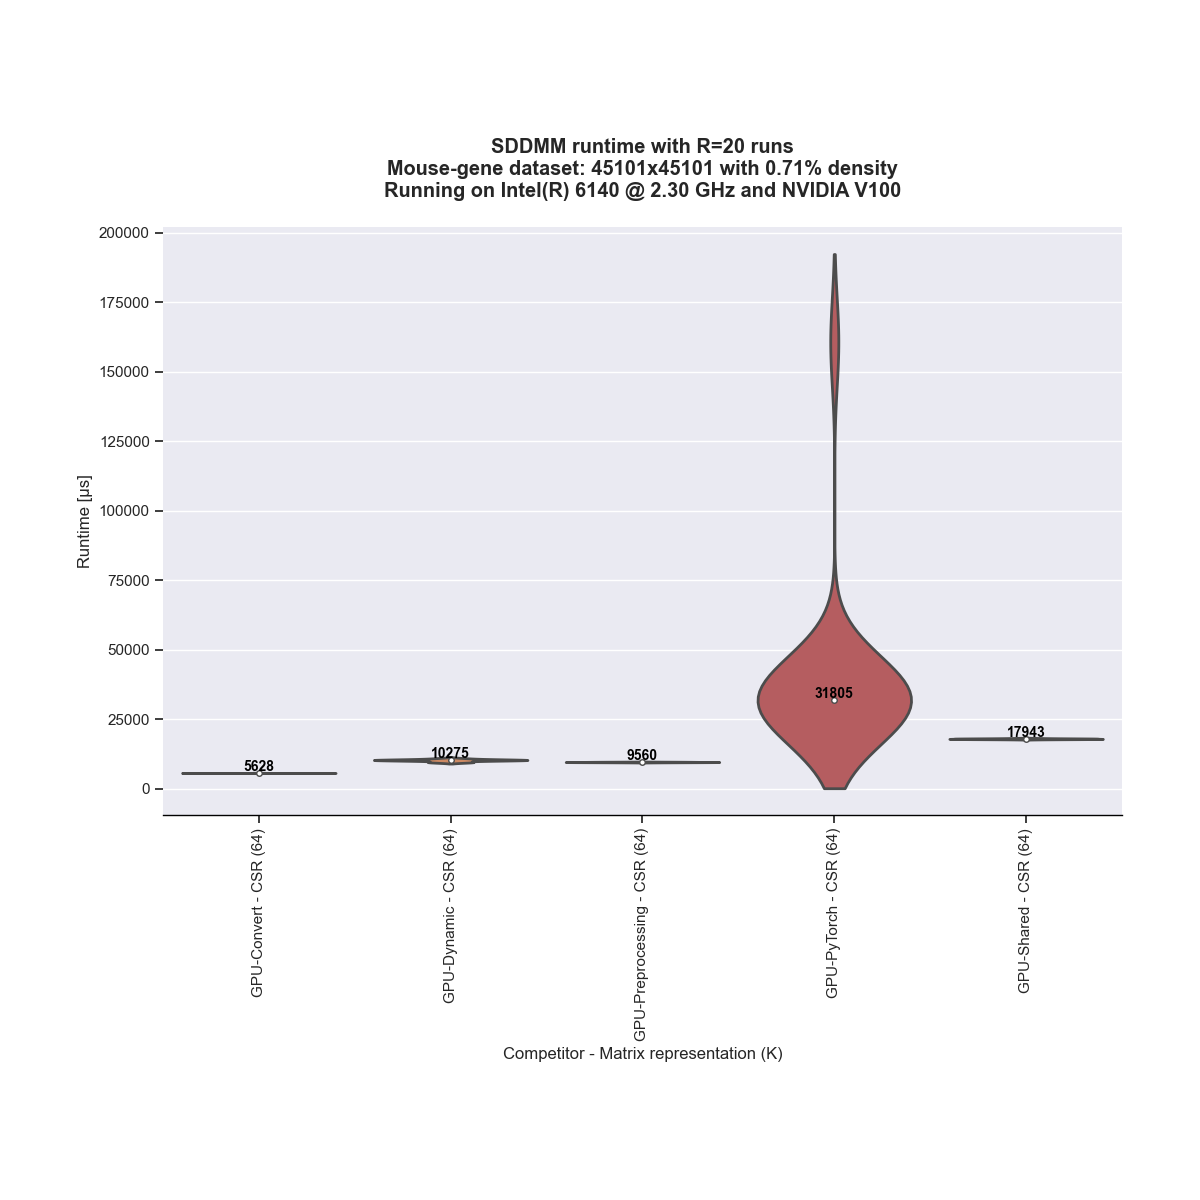 SDDMM runtime with R=20 runs
Mouse-gene dataset: 45101x45101 with 0.71% density
Running on Intel(R) 6140 @ 2.30 GHz and NVIDIA V100
200000
175000
150000
125000
100000
75000
50000
25000
0
Runtime [µs]
5628
10275
9560
31805
17943
GPU-Convert - CSR (64)
GPU-Dynamic - CSR (64)
GPU-Preprocessing - CSR (64)
GPU-PyTorch - CSR (64)
GPU-Shared - CSR (64)
Competitor - Matrix representation (K)